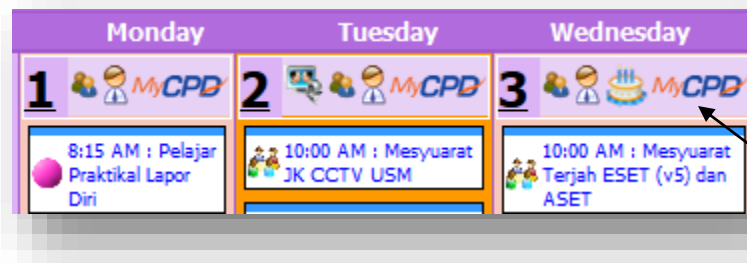 Monday Tuesday Wednesday
1 MyCPD 2 MyCPD 3 MyCPD
8:15 AM : Pelajar
Praktikal Lapor
Diri
10:00 AM : Mesyuarat
JK CCTV USM
10:00 AM : Mesyuarat
Terjah ESET (v5) dan
ASET